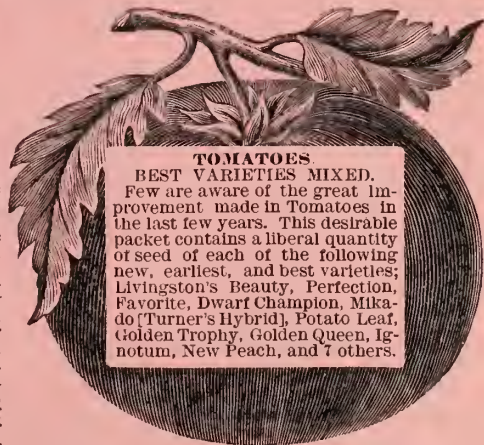 TOMATOES.
BEST VARIETIES MIXED.
Few are aware of the great Im-
provement made in Tomatoes in
the last few years. This desirable
packet contains a liberal quantity
of seed of each of the following
new, earliest, and best varieties;
Livingston's Beauty, Perfection,
Favorite, Dwarf Champion, Mika-
do [Turner's Hybrid], Potato Leaf,
Golden Trophy, Golden Queen, Ig-
notum, New Peach, and 7 others.